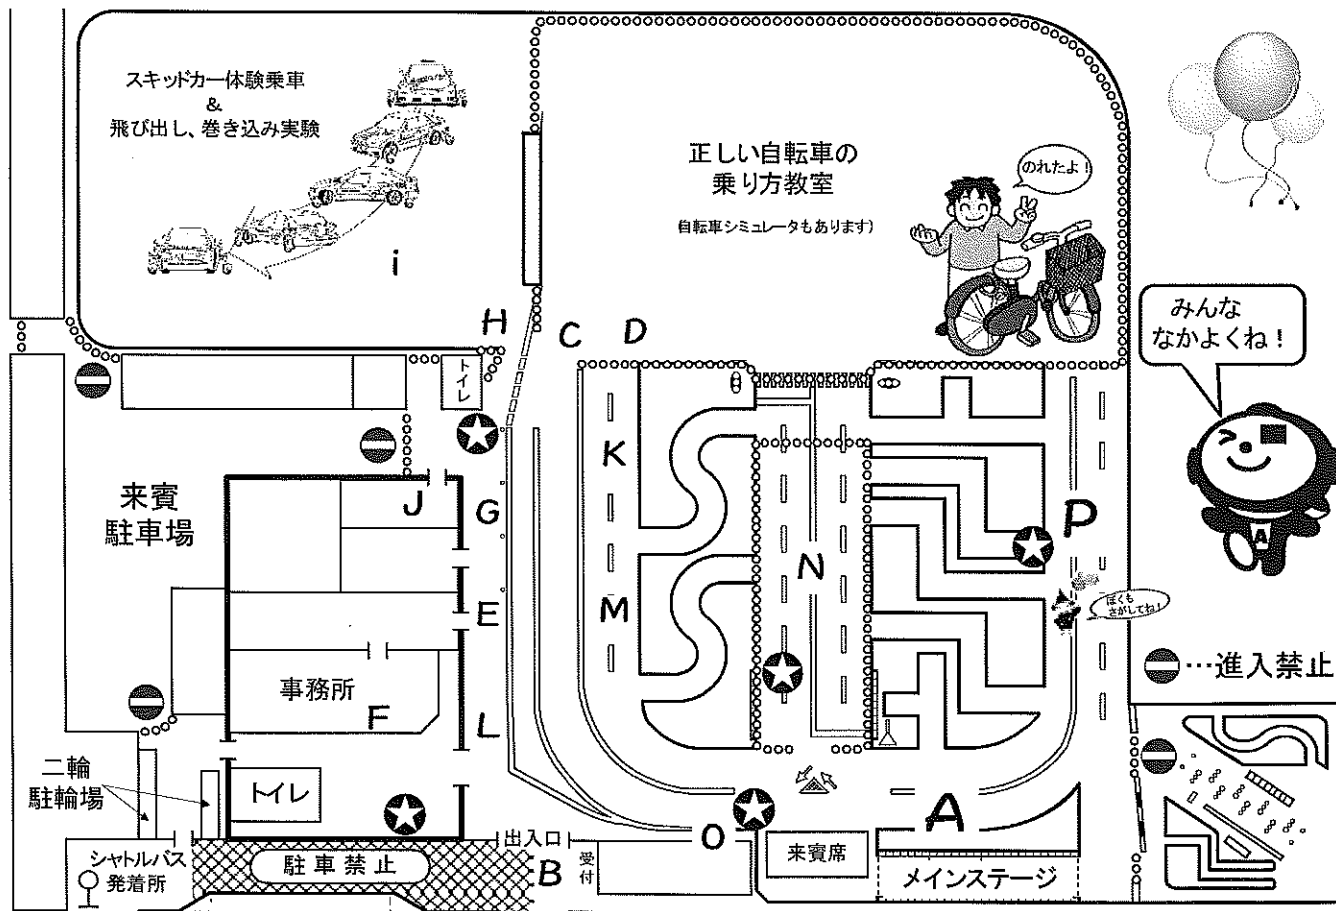 スキッドカー体験乗車
&
飛び出し、巻き込み実験
i
正しい自転車の
乗り方教室
自転車シミュレータもあります)
のれたよ!
みんな
なかよくね!
A
H
C
D
トイレ
K
J
G
来賓
駐車場
P
N
E
M
ぼくも
さがしてね!
…進入禁止
事務所
F
L
二輪
駐輪場
トイレ
A
O
出入口
シャトルバス
発着所
駐車禁止
B
受付
来賓席
メインステージ